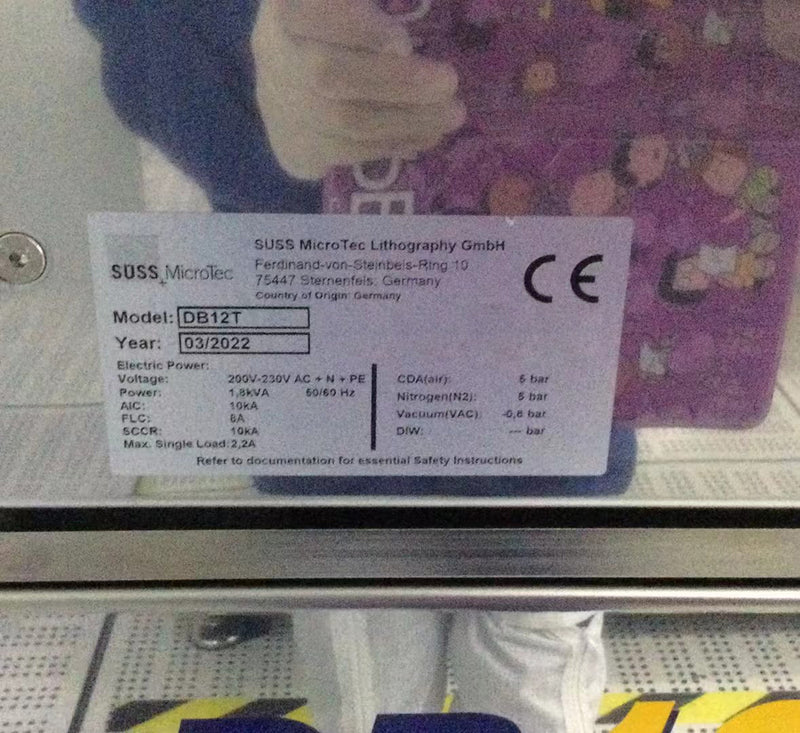 SUSS MicroTec Lithography GmbH
SUSS MicroTec
Ferdinand-von-Steinbeis-Ring 10
75447 Sternenfels, Germany
Country of Origin: Germany
CE
Model: DB12T
Year: 03/2022
Electric Power:
Voltage: 200V-230V AC + N + PE
Power: 1,8kVA 50/60 Hz
AIC: 10kA
FLC: 8A
SCCR: 10kA
Max. Single Load: 2,2A
CDA(air): 5 bar
Nitrogen(N2): 5 bar
Vacuum(VAC): -0,8 bar
DIW: --- bar
Refer to documentation for essential Safety Instructions